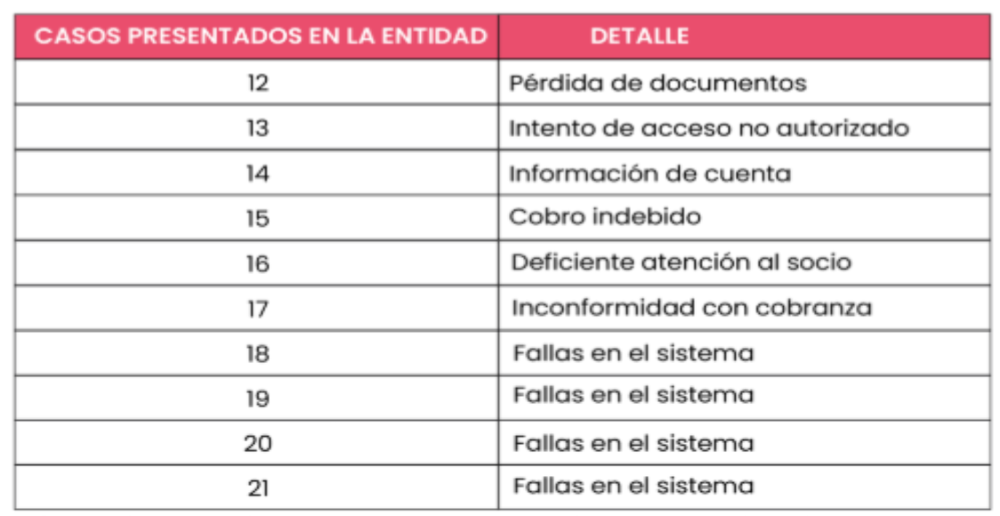 CASOS PRESENTADOS EN LA ENTIDAD DETALLE
12 Pérdida de documentos
13 Intento de acceso no autorizado
14 Información de cuenta
15 Cobro indebido
16 Deficiente atención al socio
17 Inconformidad con cobranza
18 Fallas en el sistema
19 Fallas en el sistema
20 Fallas en el sistema
21 Fallas en el sistema